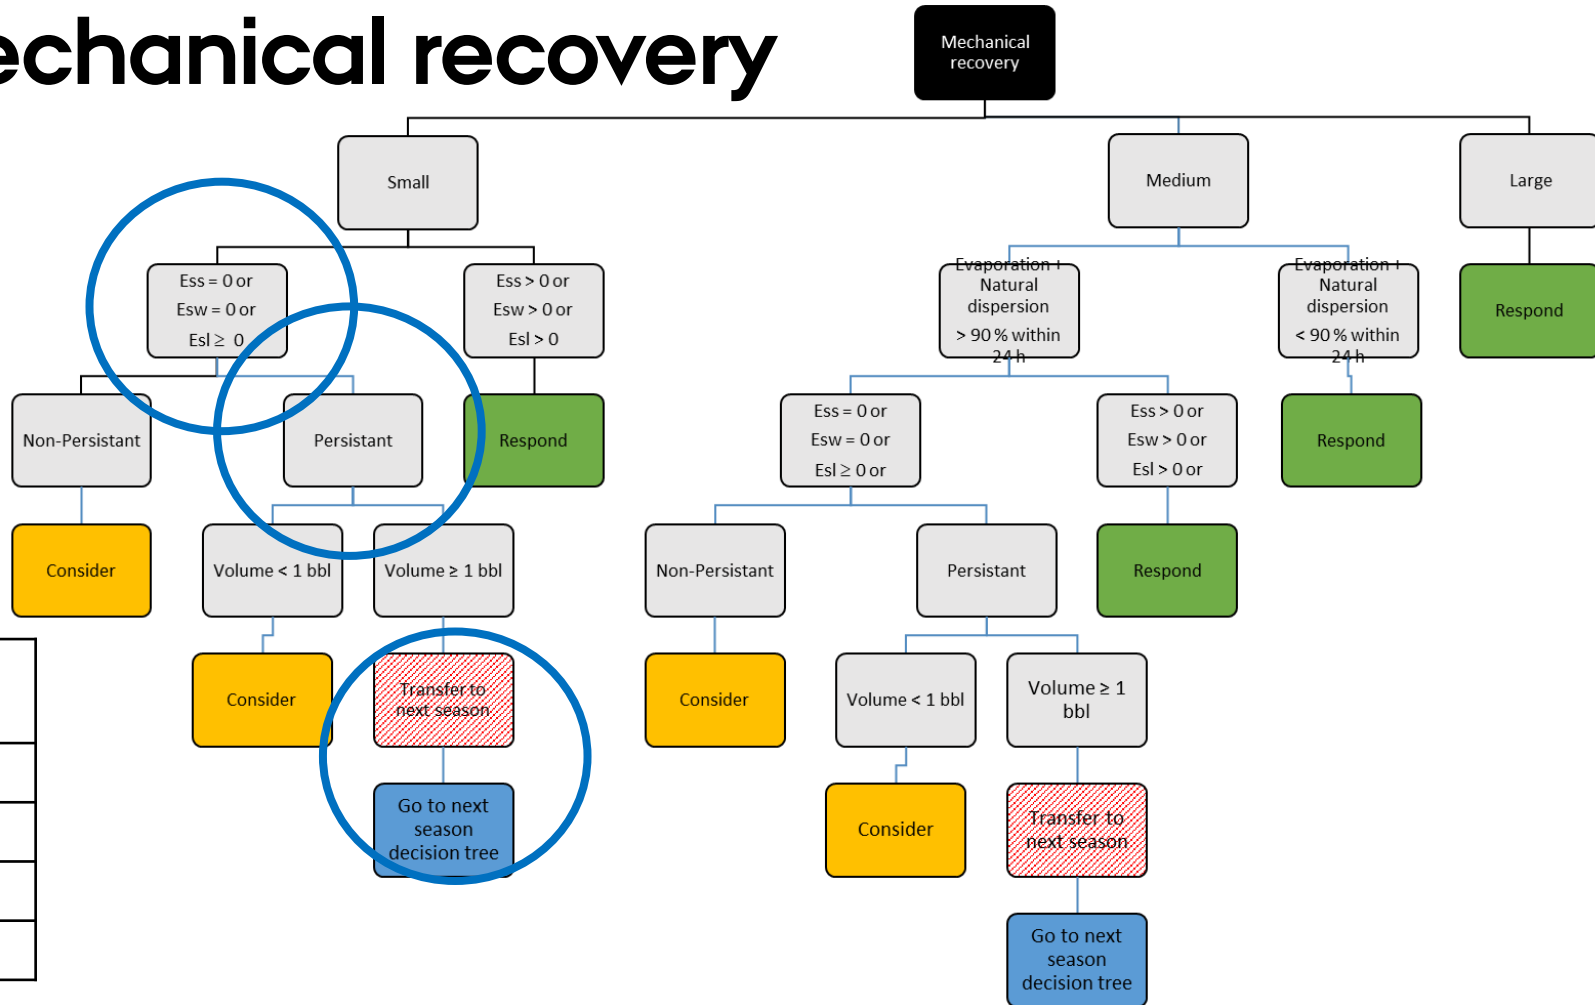 echanical recovery
Mechanical
recovery
Small
Medium
Large
Ess = 0 or
Esw = 0 or
Esl ≥ 0
Ess > 0 or
Esw > 0 or
Esl > 0
Evaporation +
Natural
dispersion
> 90 % within
24 h
Evaporation +
Natural
dispersion
< 90 % within
24 h
Respond
Non-Persistant
Persistant
Respond
Ess = 0 or
Esw = 0 or
Esl ≥ 0 or
Ess > 0 or
Esw > 0 or
Esl > 0 or
Respond
Consider
Volume < 1 bbl
Volume ≥ 1 bbl
Non-Persistant
Persistant
Respond
Consider
Transfer to
next season
Consider
Volume < 1 bbl
Volume ≥ 1
bbl
Go to next
season
decision tree
Consider
Transfer to
next season
Go to next
season
decision tree